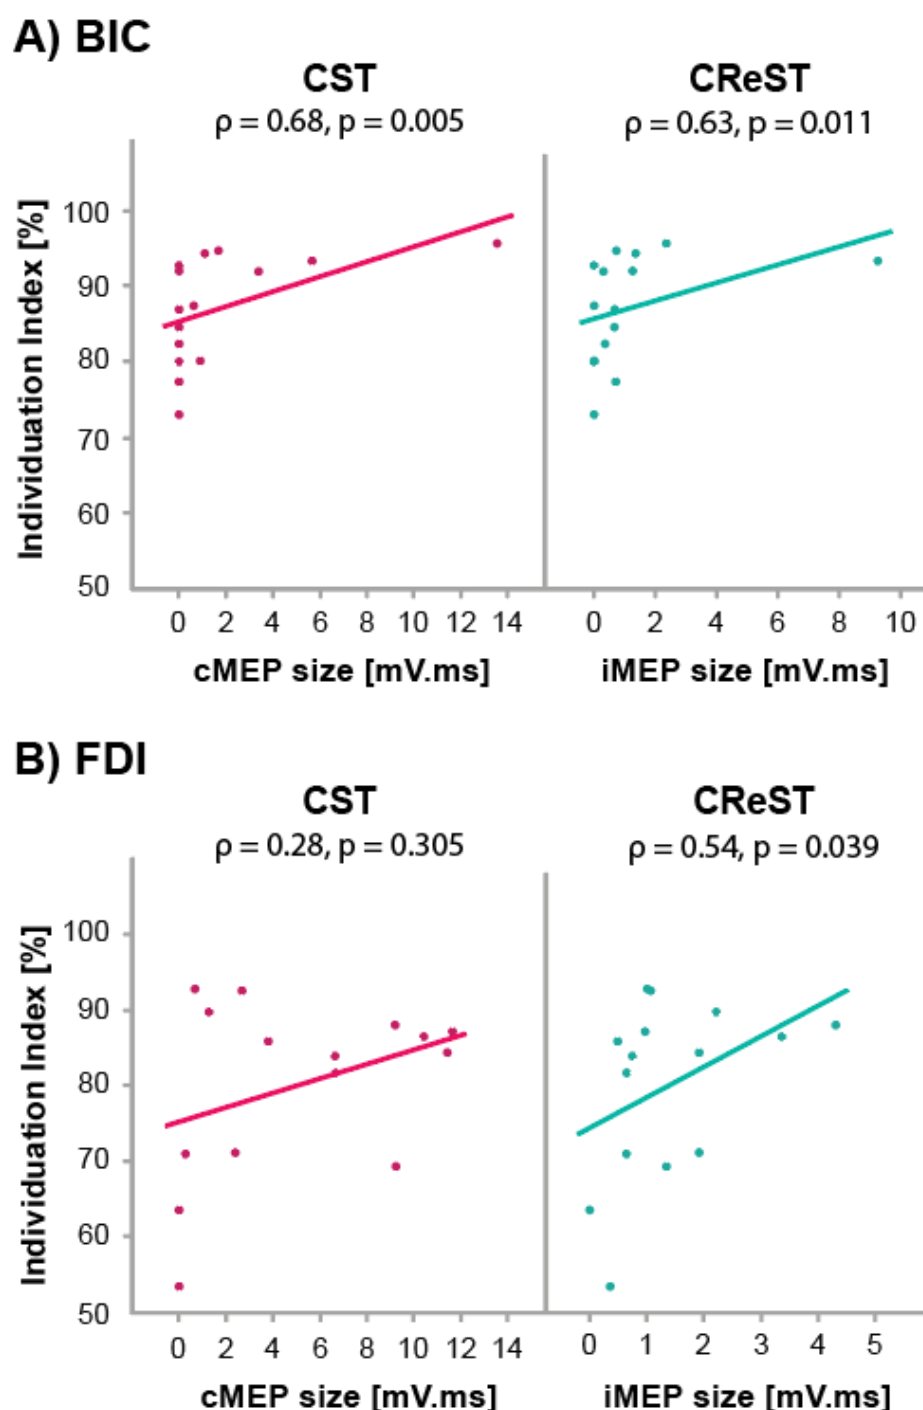 A) BIC
CST
ρ = 0.68, p = 0.005
CReST
ρ = 0.63, p = 0.011
Individuation Index [%]
100
90
80
70
60
50
0 2 4 6 8 10 12 14
0 2 4 6 8 10
cMEP size [mV.ms]
iMEP size [mV.ms]
B) FDI
CST
ρ = 0.28, p = 0.305
CReST
ρ = 0.54, p = 0.039
Individuation Index [%]
100
90
80
70
60
50
0 2 4 6 8 10 12 14
0 1 2 3 4 5
cMEP size [mV.ms]
iMEP size [mV.ms]